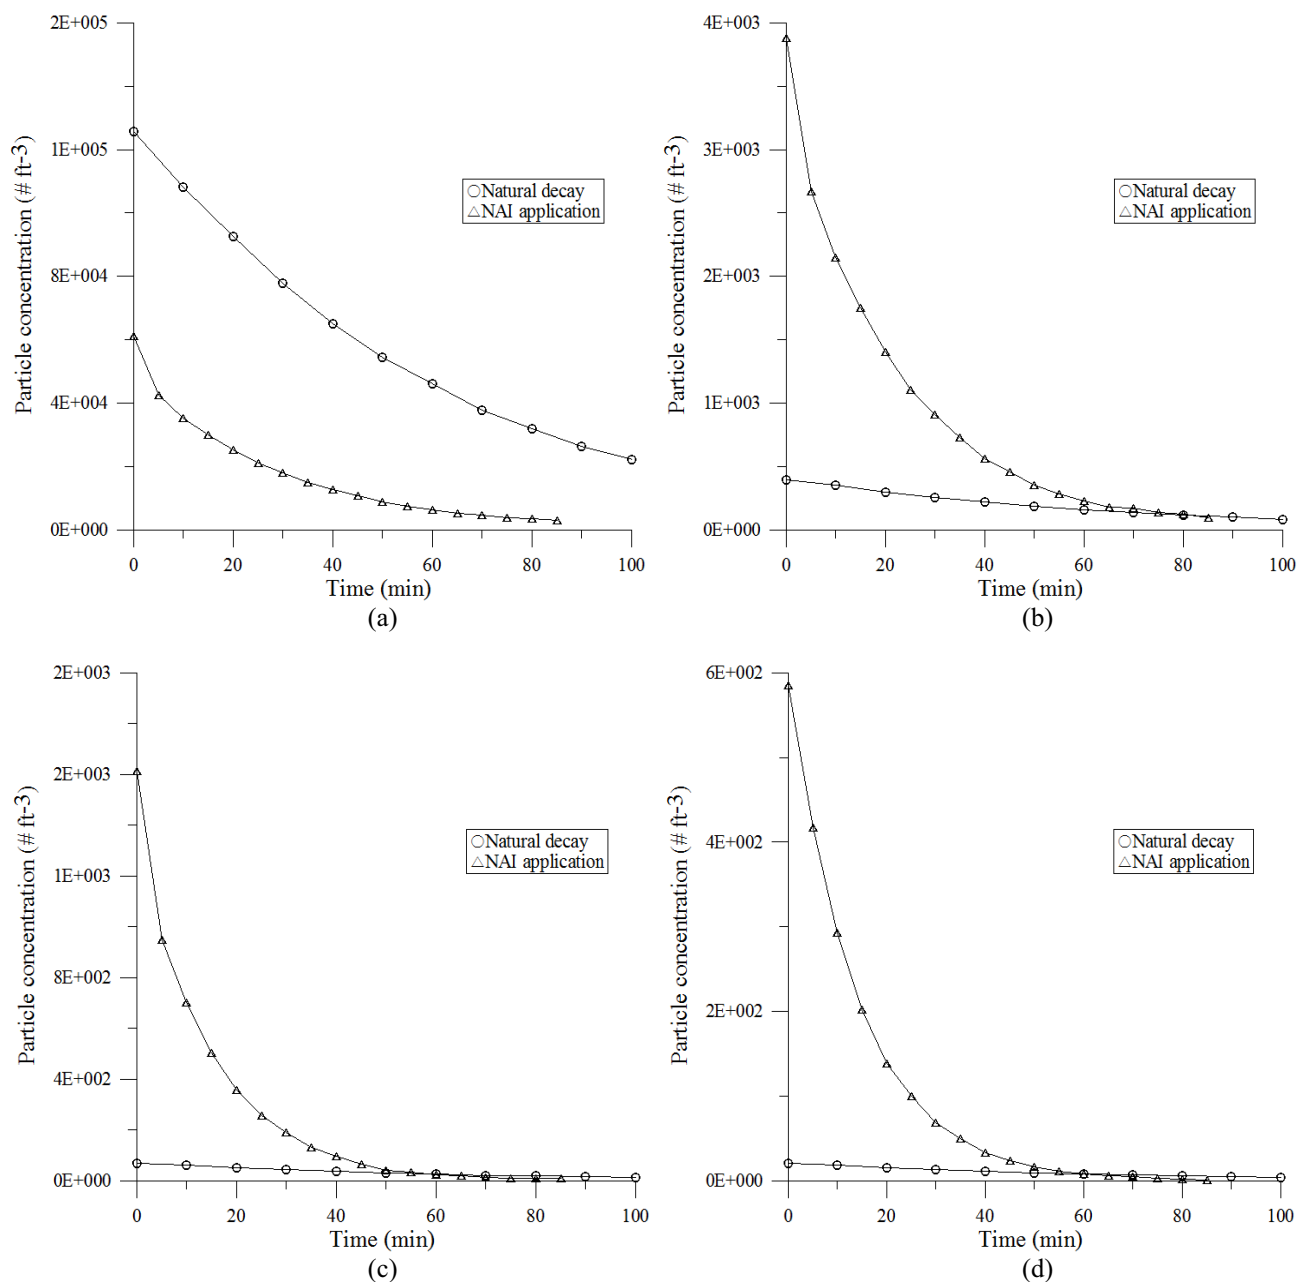 2E+005
1E+005
8E+004
4E+004
0E+000
Particle concentration (# ft-3)
Natural decay
NAI application
0 20 40 60 80 100
Time (min)
(a)
4E+003
3E+003
2E+003
1E+003
0E+000
Particle concentration (# ft-3)
Natural decay
NAI application
0 20 40 60 80 100
Time (min)
(b)
2E+003
2E+003
1E+003
8E+002
4E+002
0E+000
Particle concentration (# ft-3)
Natural decay
NAI application
0 20 40 60 80 100
Time (min)
(c)
6E+002
4E+002
2E+002
0E+000
Particle concentration (# ft-3)
Natural decay
NAI application
0 20 40 60 80 100
Time (min)
(d)